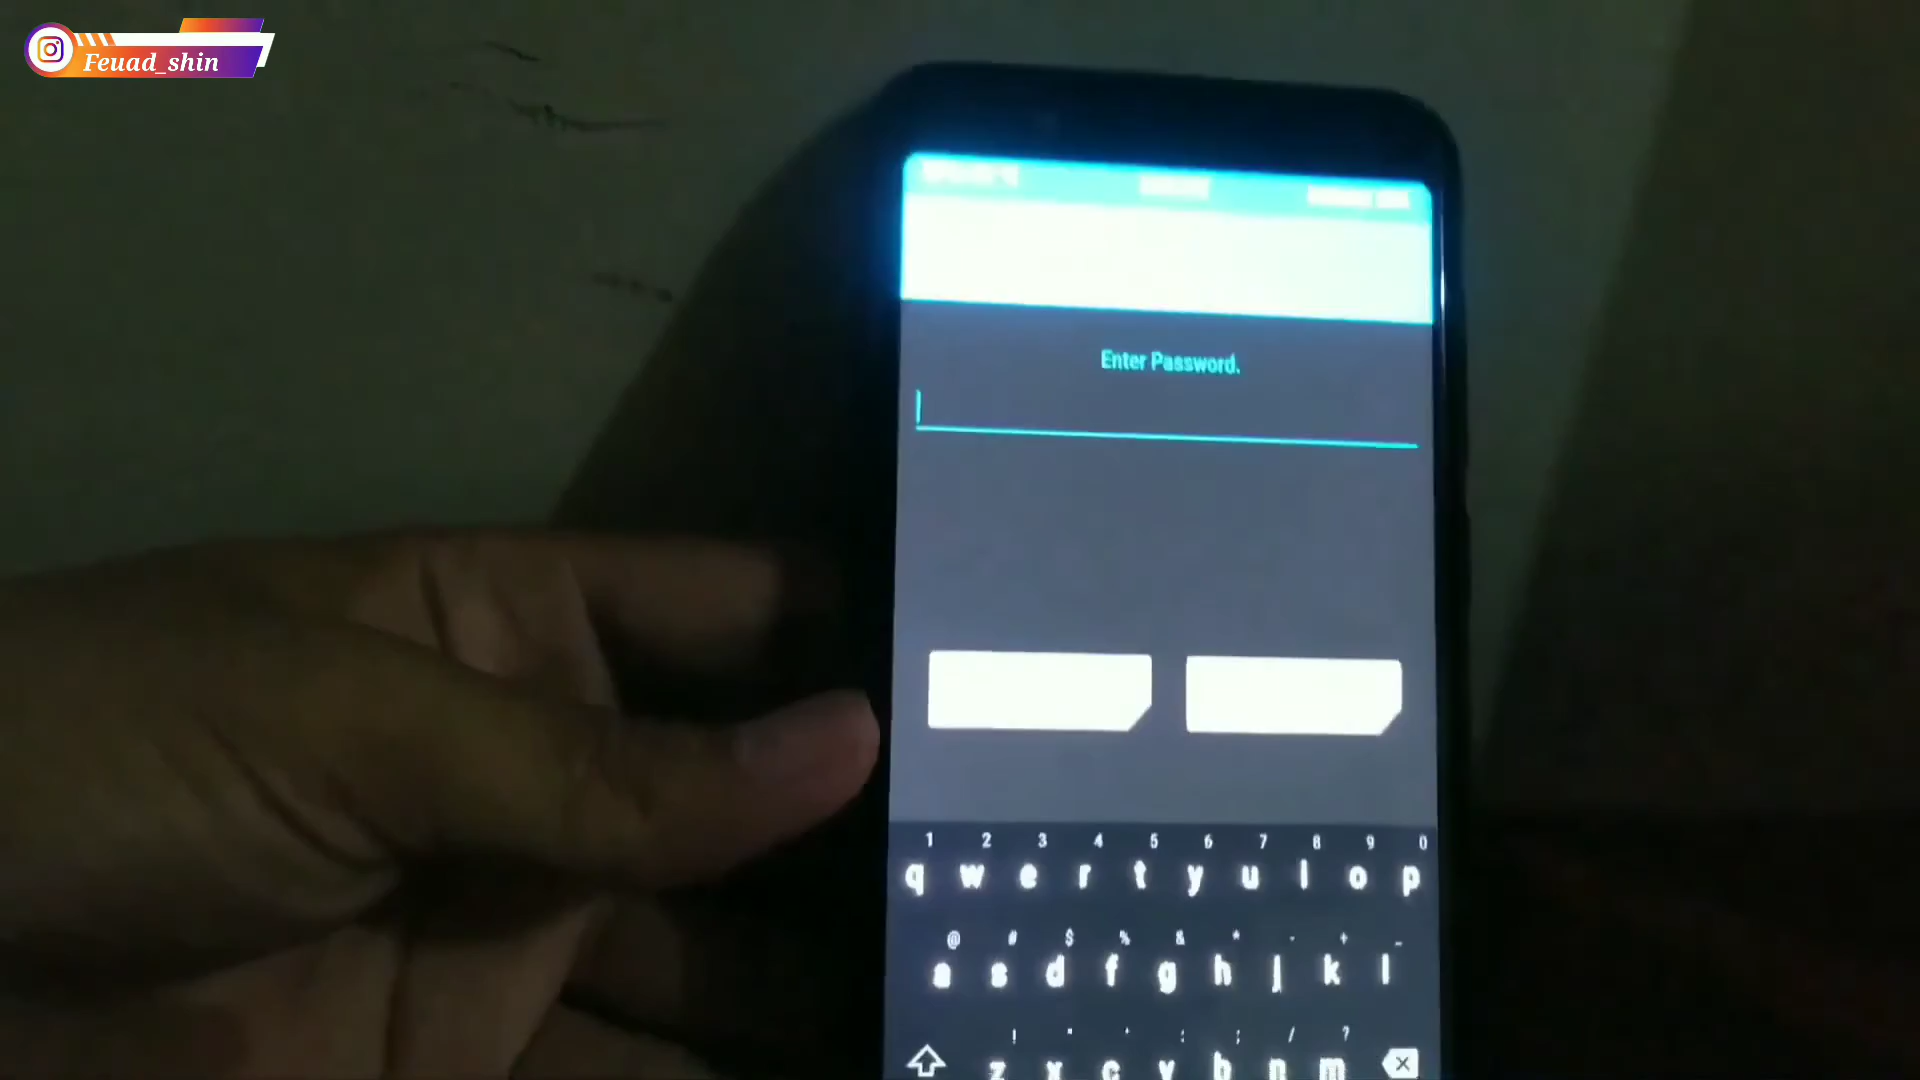 Feuad_shin
Enter Password.
1 2 3 4 5 6 7 8 9 0
q w e r t y u i o p
@ # $ % & * - + _
a s d f g h j k l
! " ' : ; / ?
z x c v b n m